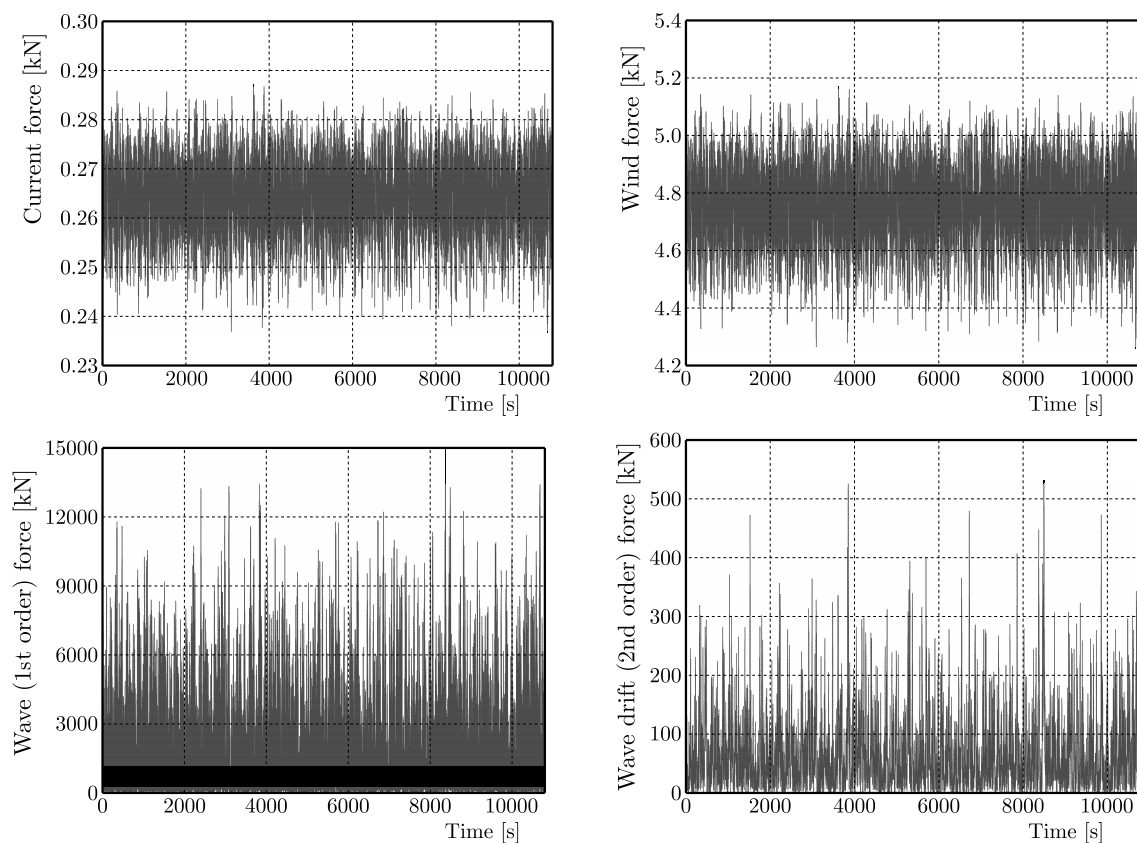 Current force [kN]
0.30
0.29
0.28
0.27
0.26
0.25
0.24
0.23
0 2000 4000 6000 8000 10000
Time [s]
Wind force [kN]
5.4
5.2
5.0
4.8
4.6
4.4
4.2
0 2000 4000 6000 8000 10000
Time [s]
Wave (1st order) force [kN]
15000
12000
9000
6000
3000
0
0 2000 4000 6000 8000 10000
Time [s]
Wave drift (2nd order) force [kN]
600
500
400
300
200
100
0
0 2000 4000 6000 8000 10000
Time [s]